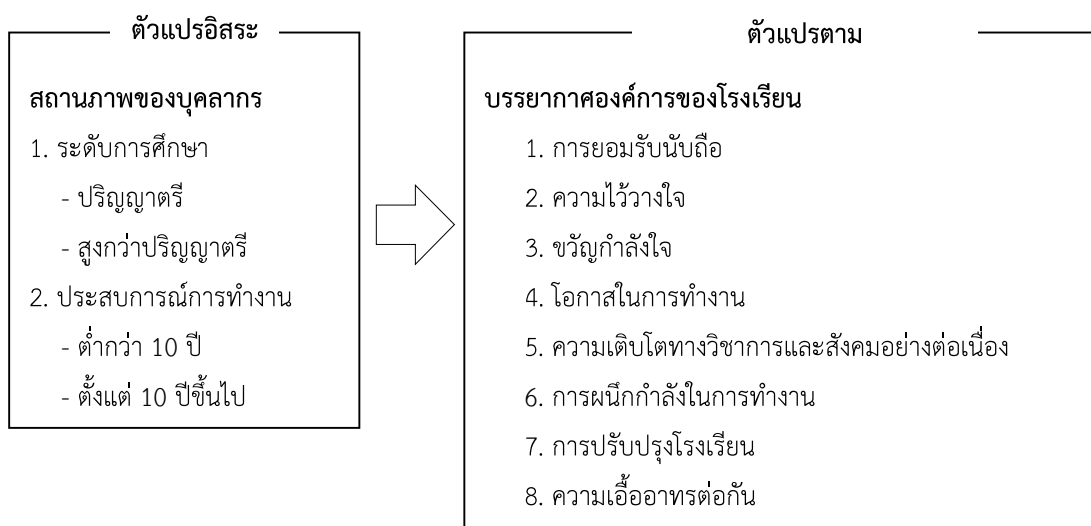 ตัวแปรอิสระ
สถานภาพของบุคลากร
1. ระดับการศึกษา
- ปริญญาตรี
- สูงกว่าปริญญาตรี
2. ประสบการณ์การทำงาน
- ต่ำกว่า 10 ปี
- ตั้งแต่ 10 ปีขึ้นไป
ตัวแปรตาม
บรรยากาศองค์การของโรงเรียน
1. การยอมรับนับถือ
2. ความไว้วางใจ
3. ขวัญกำลังใจ
4. โอกาสในการทำงาน
5. ความเติบโตทางวิชาการและสังคมอย่างต่อเนื่อง
6. การผนึกกำลังในการทำงาน
7. การปรับปรุงโรงเรียน
8. ความเอื้ออาทรต่อกัน